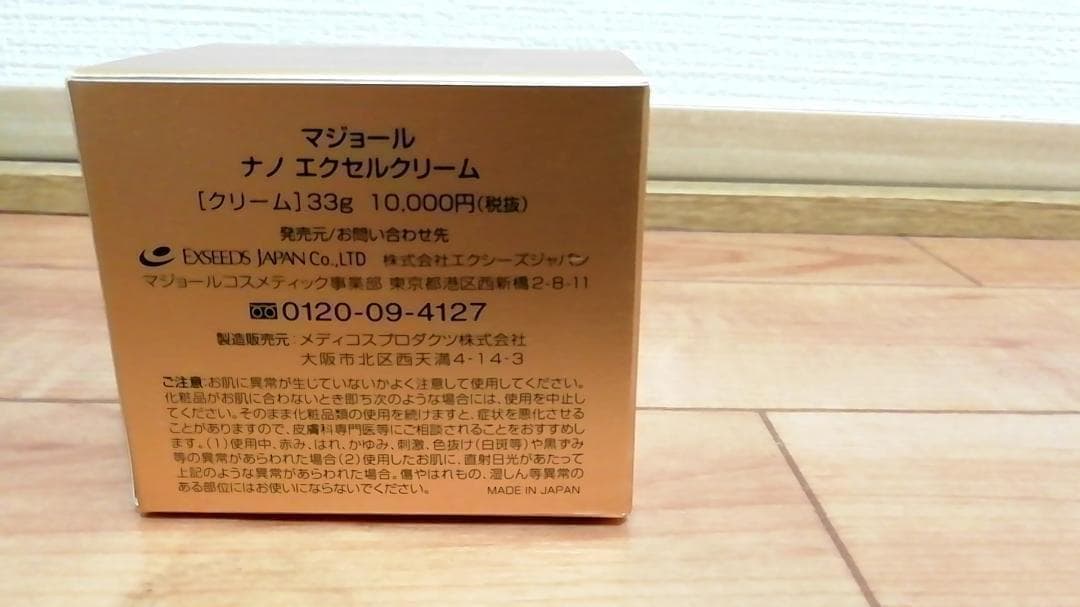 マジョール
ナノ エクセルクリーム
[クリーム]33g 10,000円(税抜)
発売元/お問い合わせ先
EXSEEDS JAPAN Co.,LTD 株式会社エクシーズジャパン
マジョールコスメティック事業部 東京都港区西新橋2-8-11
0120-09-4127
製造販売元:メディコスプロダクツ株式会社
大阪市北区西天満4-14-3
ご注意:お肌に異常が生じていないかよく注意して使用してください。
化粧品がお肌に合わないとき即ち次のような場合には、使用を中止し
てください。そのまま化粧品類の使用を続けますと、症状を悪化させる
ことがありますので、皮膚科専門医等にご相談されることをおすすめし
ます。(1)使用中、赤み、はれ、かゆみ、刺激、色抜け(白斑等)や黒ずみ
等の異常があらわれた場合(2)使用したお肌に、直射日光があたって
上記のような異常があらわれた場合。傷やはれもの、湿しん等異常の
ある部位にはお使いにならないでください。 MADE IN JAPAN